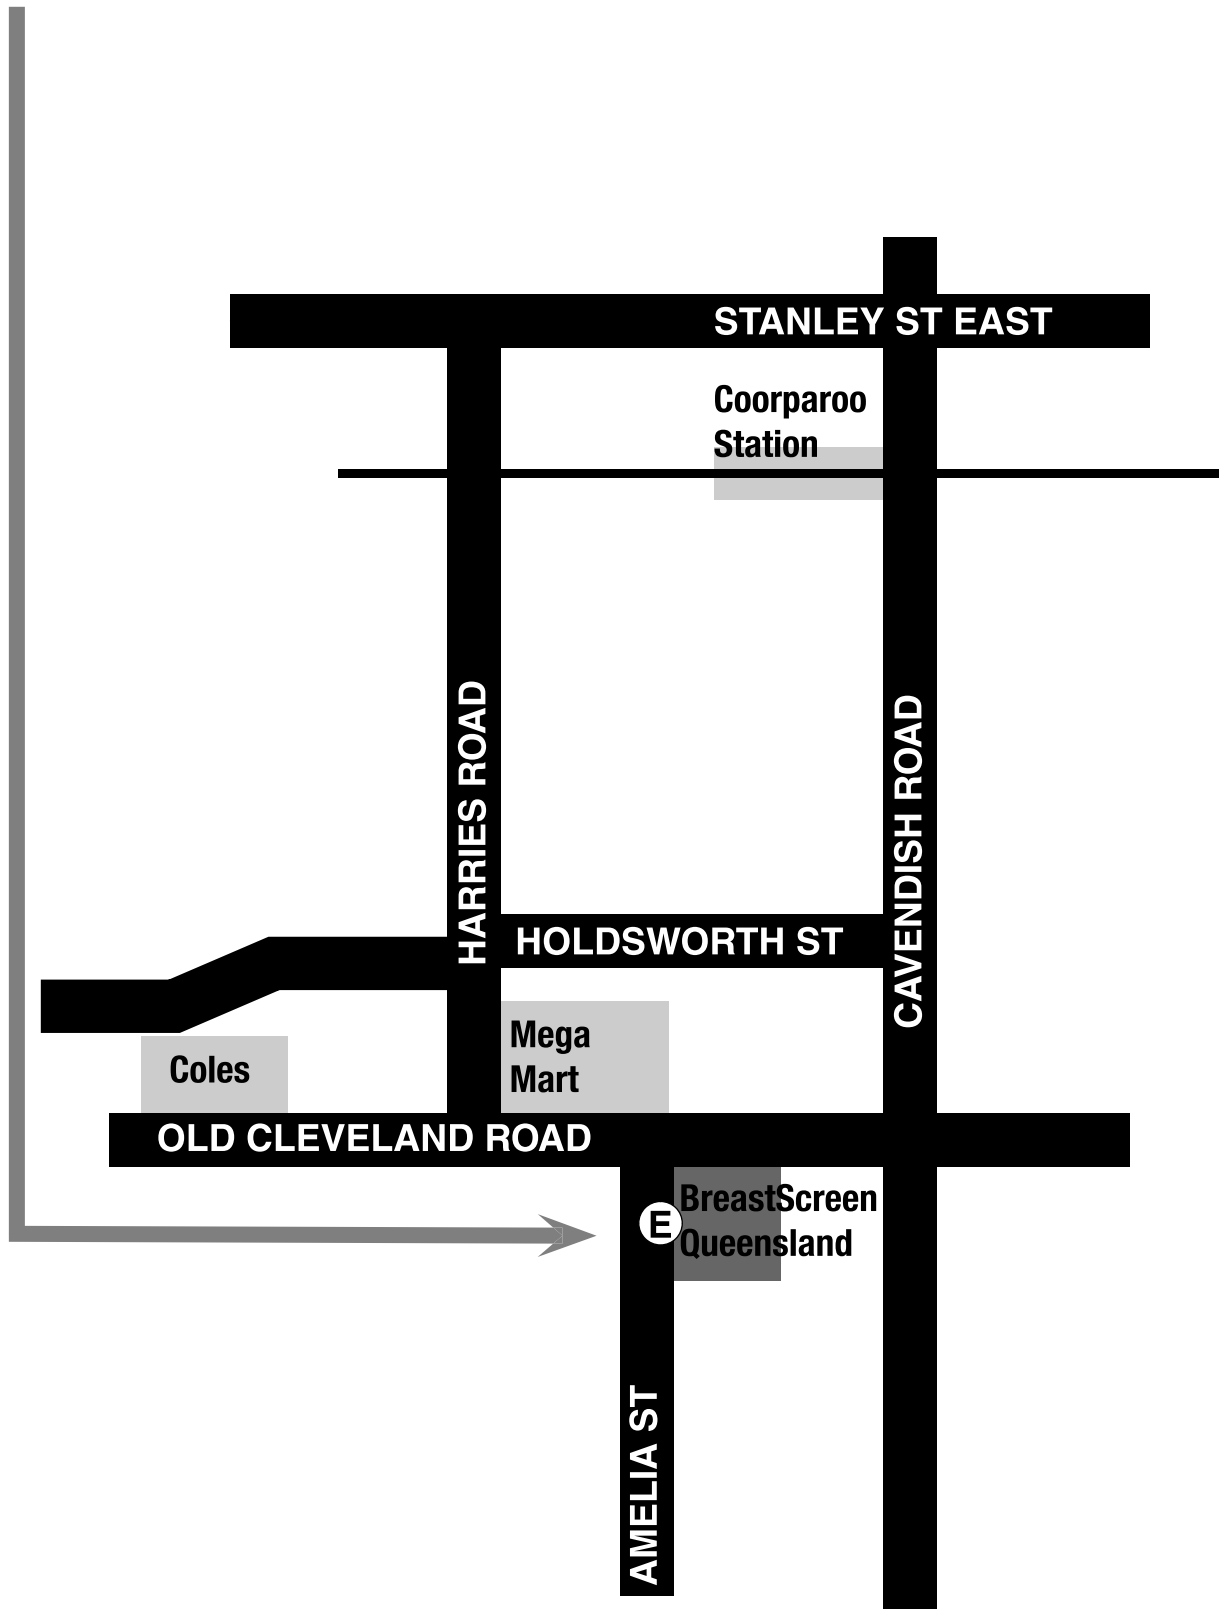 STANLEY ST EAST
Coorparoo
Station
HARRIES ROAD
CAVENDISH ROAD
HOLDSWORTH ST
Mega
Mart
Coles
OLD CLEVELAND ROAD
BreastScreen
E
Queensland
AMELIA ST